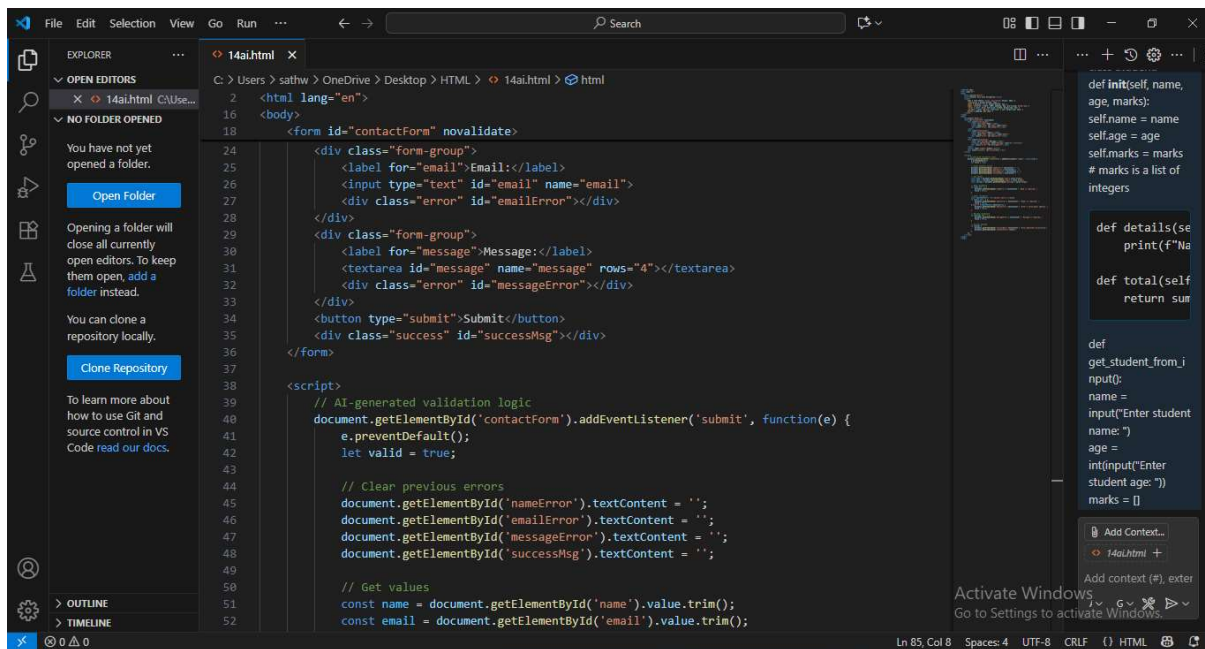 File Edit Selection View Go Run ··· Search
EXPLORER ···
OPEN EDITORS
14ai.html C:\Use...
NO FOLDER OPENED
You have not yet
opened a folder.
Open Folder
Opening a folder will
close all currently
open editors. To keep
them open, add a
folder instead.
You can clone a
repository locally.
Clone Repository
To learn more about
how to use Git and
source control in VS
Code read our docs.
OUTLINE
TIMELINE
14ai.html
C: > Users > sathw > OneDrive > Desktop > HTML > 14ai.html > html
2 <html lang="en">
16 <body>
18 <form id="contactForm" novalidate>
24 <div class="form-group">
25 <label for="email">Email:</label>
26 <input type="text" id="email" name="email">
27 <div class="error" id="emailError"></div>
28 </div>
29 <div class="form-group">
30 <label for="message">Message:</label>
31 <textarea id="message" name="message" rows="4"></textarea>
32 <div class="error" id="messageError"></div>
33 </div>
34 <button type="submit">Submit</button>
35 <div class="success" id="successMsg"></div>
36 </form>
37
38 <script>
39 // AI-generated validation logic
40 document.getElementById('contactForm').addEventListener('submit', function(e) {
41 e.preventDefault();
42 let valid = true;
43
44 // Clear previous errors
45 document.getElementById('nameError').textContent = '';
46 document.getElementById('emailError').textContent = '';
47 document.getElementById('messageError').textContent = '';
48 document.getElementById('successMsg').textContent = '';
49
50 // Get values
51 const name = document.getElementById('name').value.trim();
52 const email = document.getElementById('email').value.trim();
def init(self, name,
age, marks):
self.name = name
self.age = age
self.marks = marks
# marks is a list of
integers
def details(se
print(f"Na
def total(self
return sum
def
get_student_from_i
nput():
name =
input("Enter student
name: ")
age =
int(input("Enter
student age: "))
marks = []
Add Context...
14ai.html +
Add context (#), exter
Activate Windows
Go to Settings to activate Windows.
0 0 Ln 85, Col 8 Spaces: 4 UTF-8 CRLF {} HTML